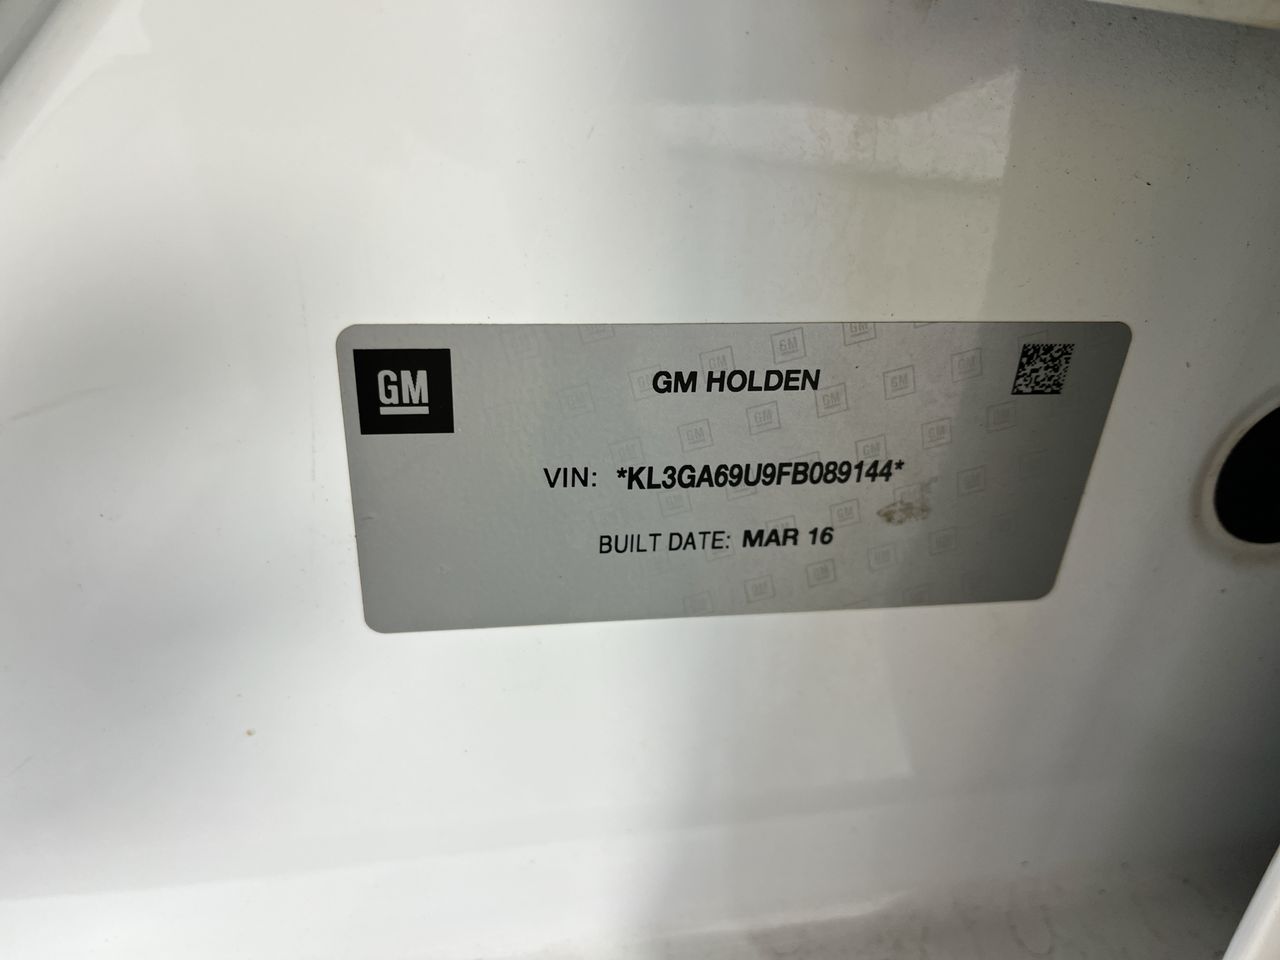 GM
GM HOLDEN
VIN: *KL3GA69U9FB089144*
BUILT DATE: MAR 16